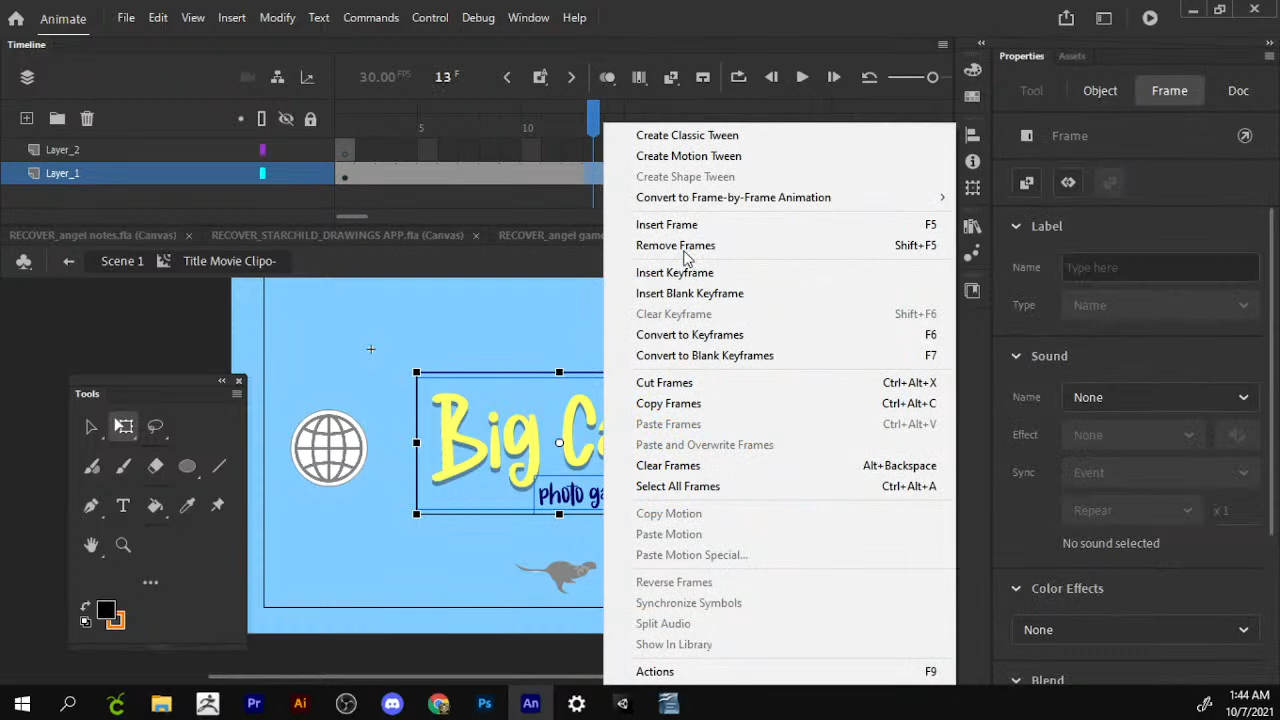 Animate File Edit View Insert Modify Text Commands Control Debug Window Help
Timeline
Properties Assets
30.00 FPS 13 F
Tool Object Frame Doc
5 10
Layer_2
Layer_1
Frame
Create Classic Tween
Create Motion Tween
Create Shape Tween
Convert to Frame-by-Frame Animation
Insert Frame F5
Remove Frames Shift+F5
Insert Keyframe
Insert Blank Keyframe
Clear Keyframe Shift+F6
Convert to Keyframes F6
Convert to Blank Keyframes F7
Cut Frames Ctrl+Alt+X
Copy Frames Ctrl+Alt+C
Paste Frames Ctrl+Alt+V
Paste and Overwrite Frames
Clear Frames Alt+Backspace
Select All Frames Ctrl+Alt+A
Copy Motion
Paste Motion
Paste Motion Special...
Reverse Frames
Synchronize Symbols
Split Audio
Show In Library
Actions F9
RECOVER_angel notes.fla (Canvas) RECOVER_STARCHILD_DRAWINGS APP.fla (Canvas) RECOVER_angel game
Scene 1 Title Movie Clipo-
Tools
Big Ca
photo ga
Label
Name Type here
Type Name
Sound
Name None
Effect None
Sync Event
Repeat x 1
No sound selected
Color Effects
None
Blend
Pr Ai Ps An
1:44 AM
10/7/2021